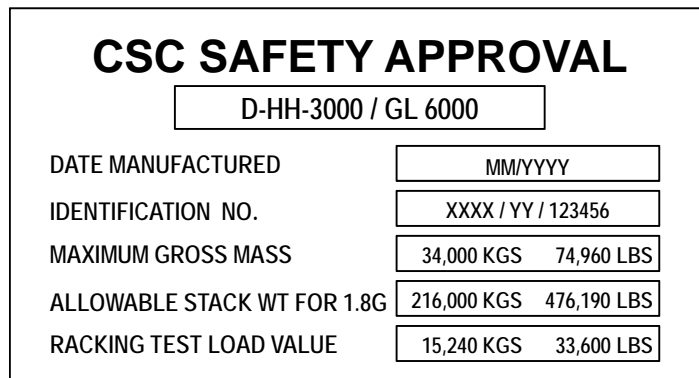 CSC SAFETY APPROVAL
D-HH-3000 / GL 6000
DATE MANUFACTURED MM/YYYY
IDENTIFICATION NO. XXXX / YY / 123456
MAXIMUM GROSS MASS 34,000 KGS 74,960 LBS
ALLOWABLE STACK WT FOR 1.8G 216,000 KGS 476,190 LBS
RACKING TEST LOAD VALUE 15,240 KGS 33,600 LBS